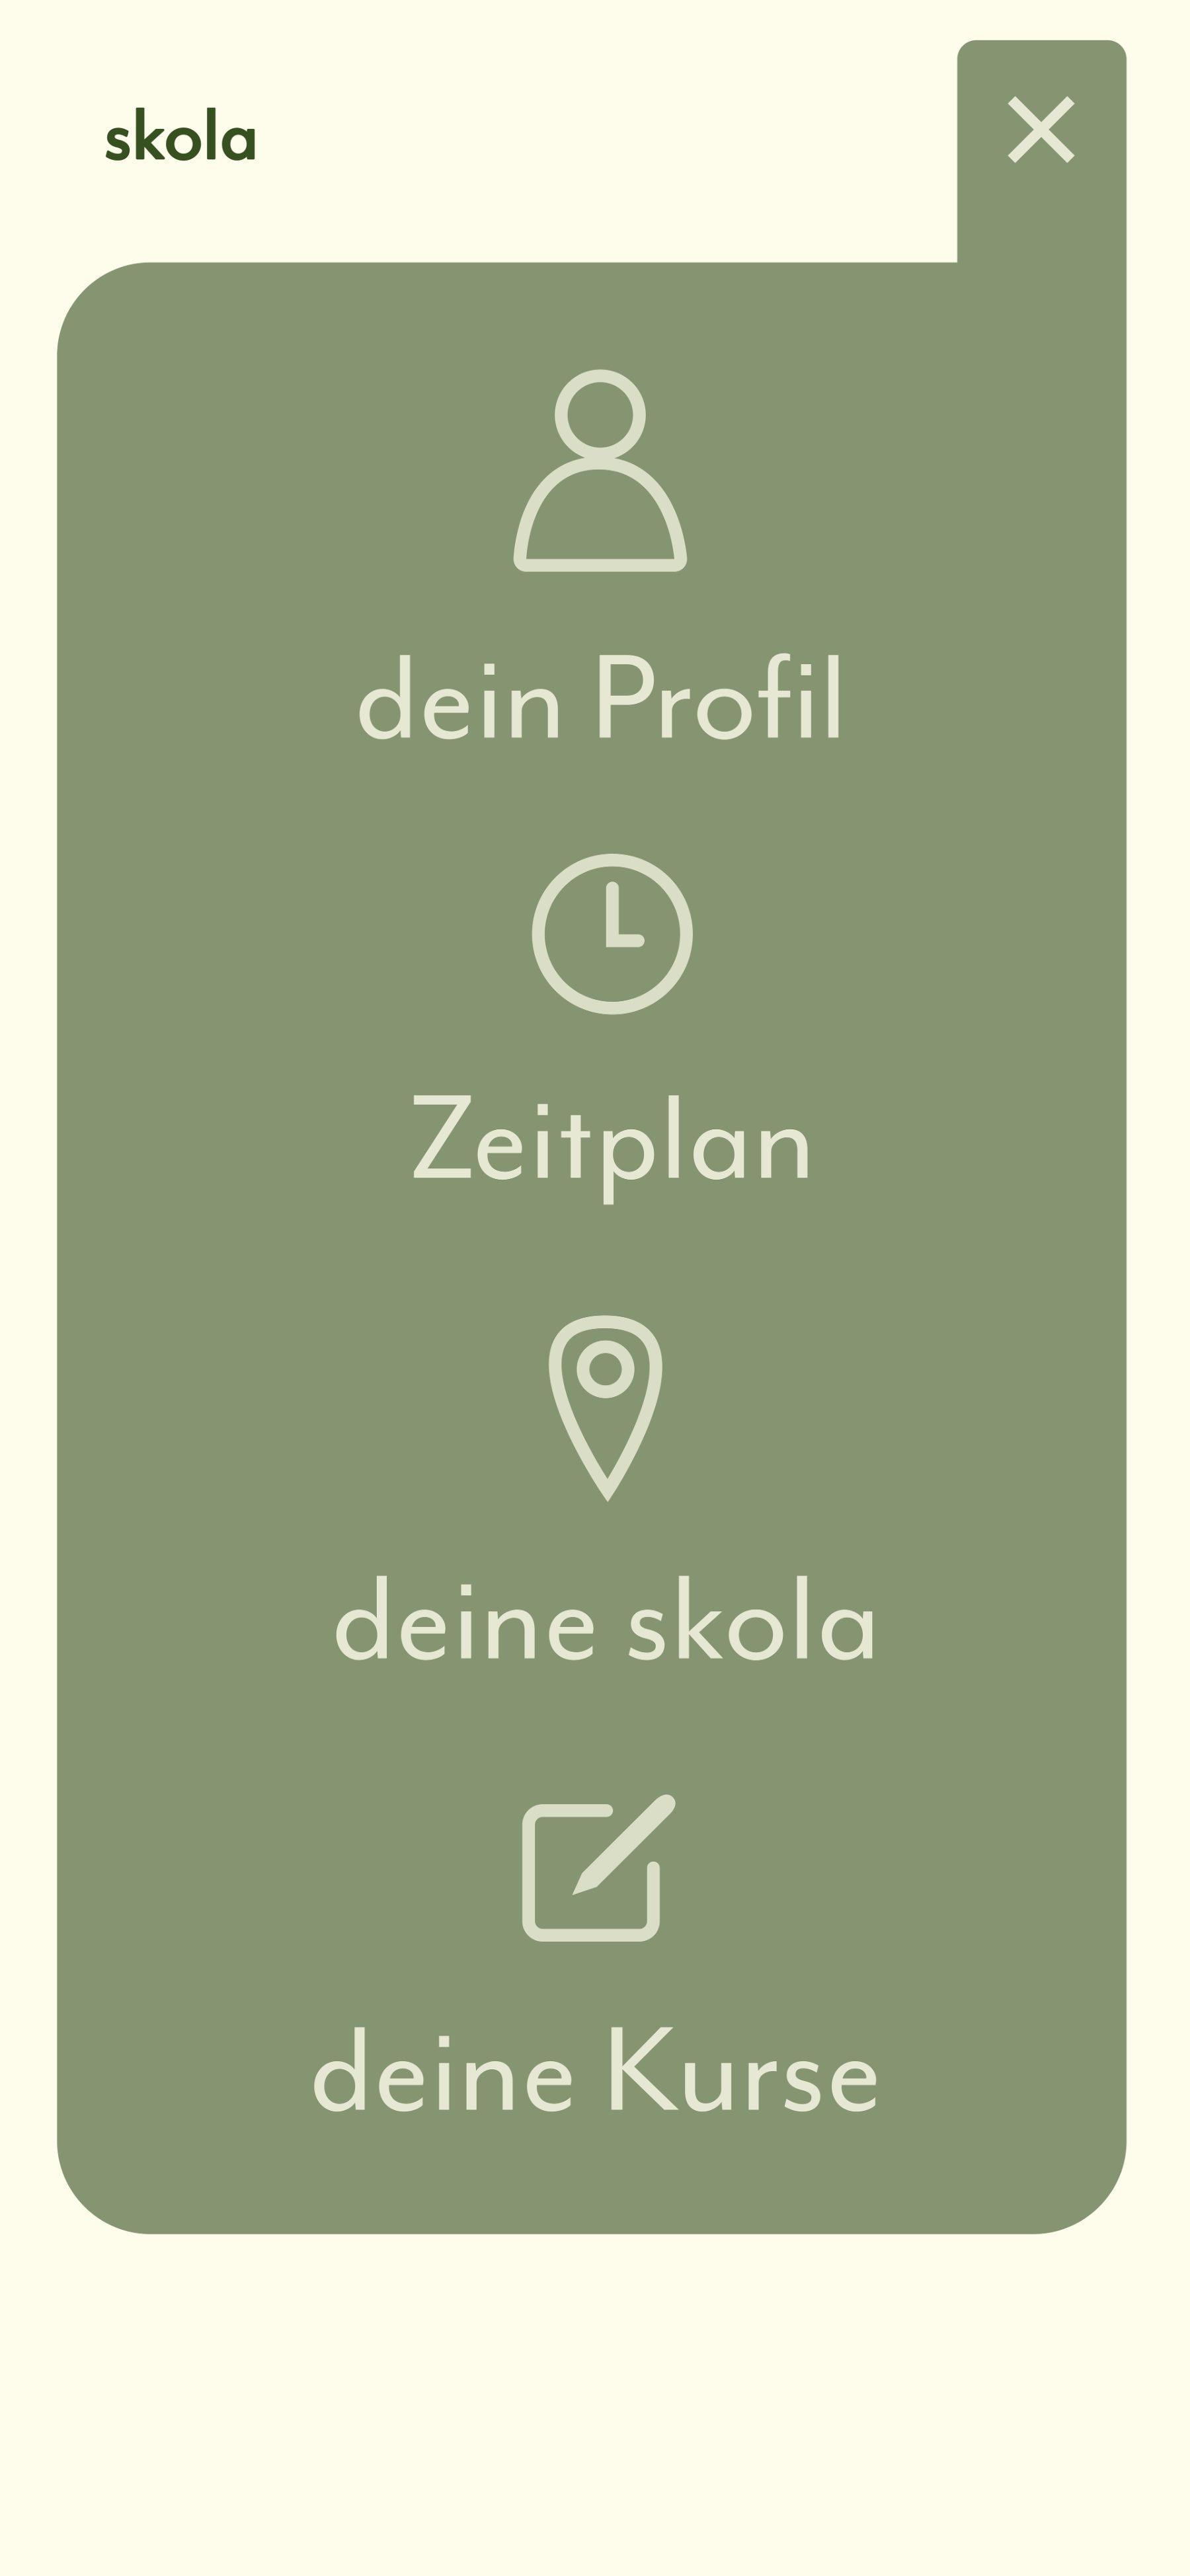 skola
dein Profil
Zeitplan
deine skola
deine Kurse